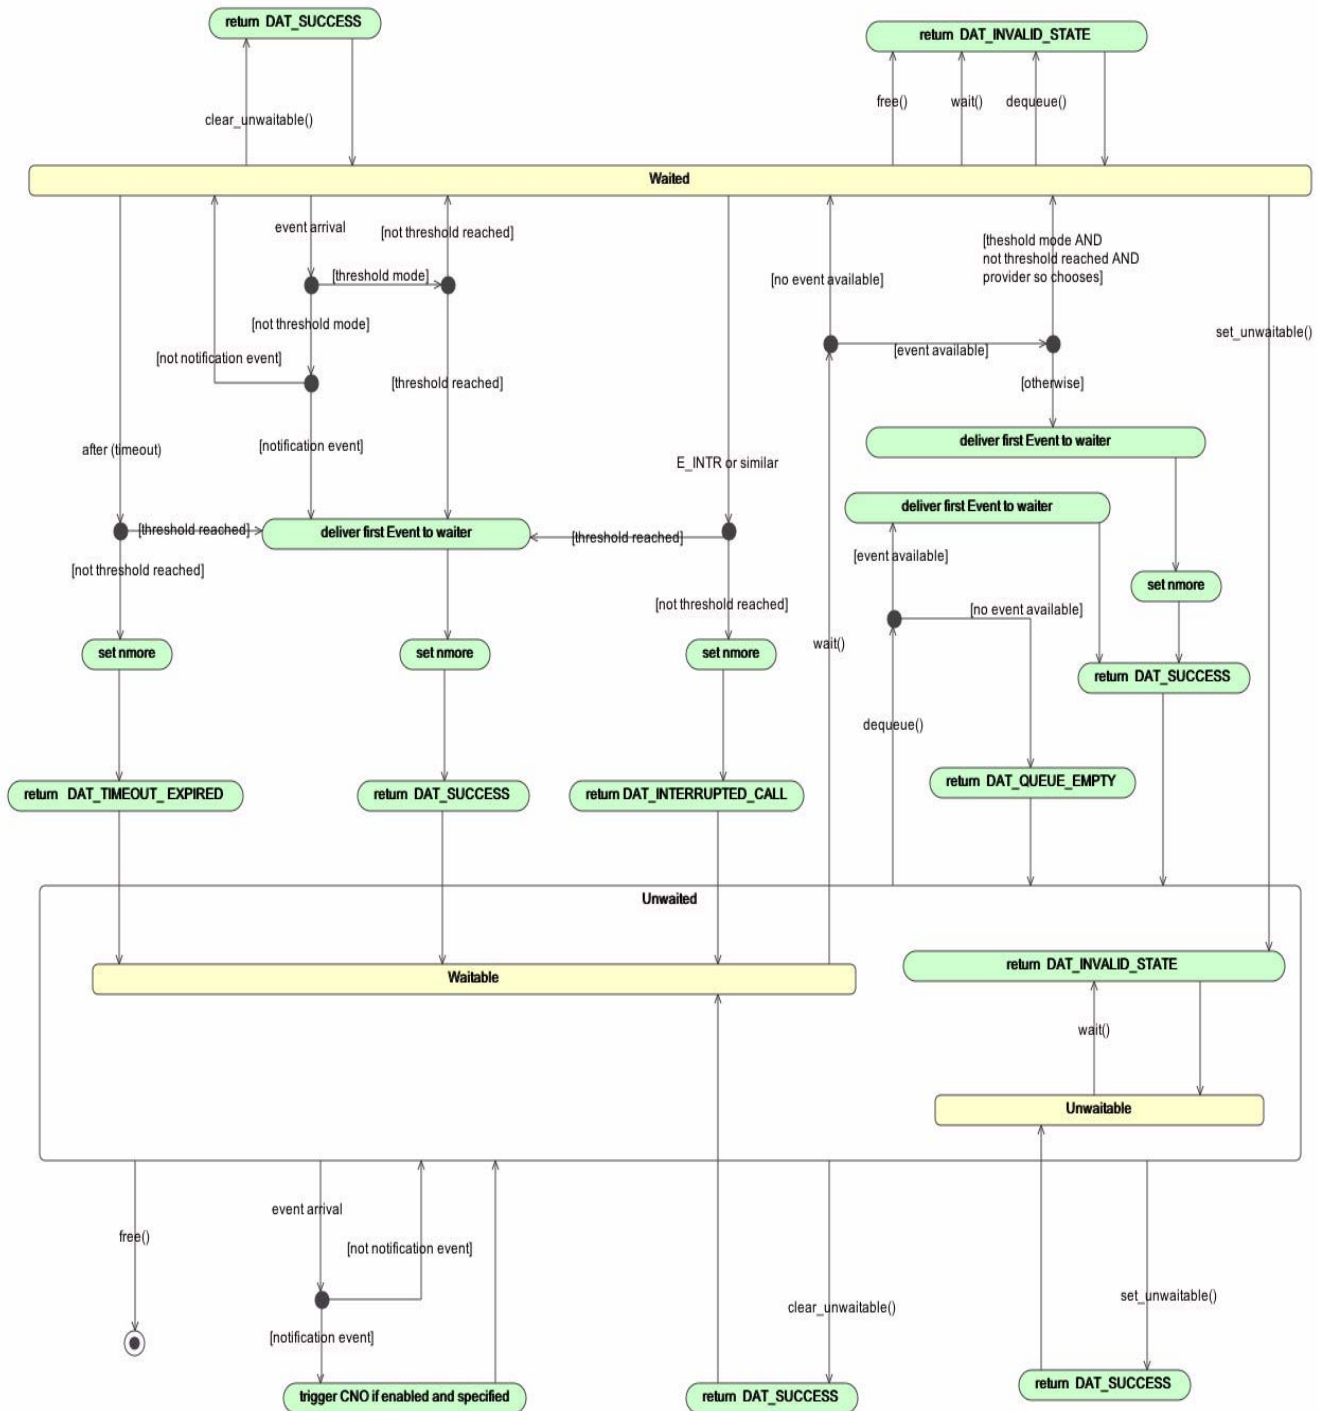 return DAT_SUCCESS
return DAT_INVALID_STATE
free()
wait()
dequeue()
clear_unwaitable()
Waited
event arrival
[not threshold reached]
[theshold mode AND
not threshold reached AND
provider so chooses]
[threshold mode]
[no event available]
[not threshold mode]
set_unwaitable()
[not notification event]
[event available]
[threshold reached]
[otherwise]
after (timeout)
[notification event]
deliver first Event to waiter
E_INTR or similar
deliver first Event to waiter
[threshold reached]
deliver first Event to waiter
[threshold reached]
[event available]
[not threshold reached]
set nmore
[not threshold reached]
[no event available]
set nmore
set nmore
set nmore
wait()
return DAT_SUCCESS
dequeue()
return DAT_TIMEOUT_ EXPIRED
return DAT_SUCCESS
return DAT_INTERRUPTED_CALL
return DAT_QUEUE_EMPTY
Unwaited
Waitable
return DAT_INVALID_STATE
wait()
Unwaitable
event arrival
free()
[not notification event]
clear_unwaitable()
set_unwaitable()
[notification event]
trigger CNO if enabled and specified
return DAT_SUCCESS
return DAT_SUCCESS